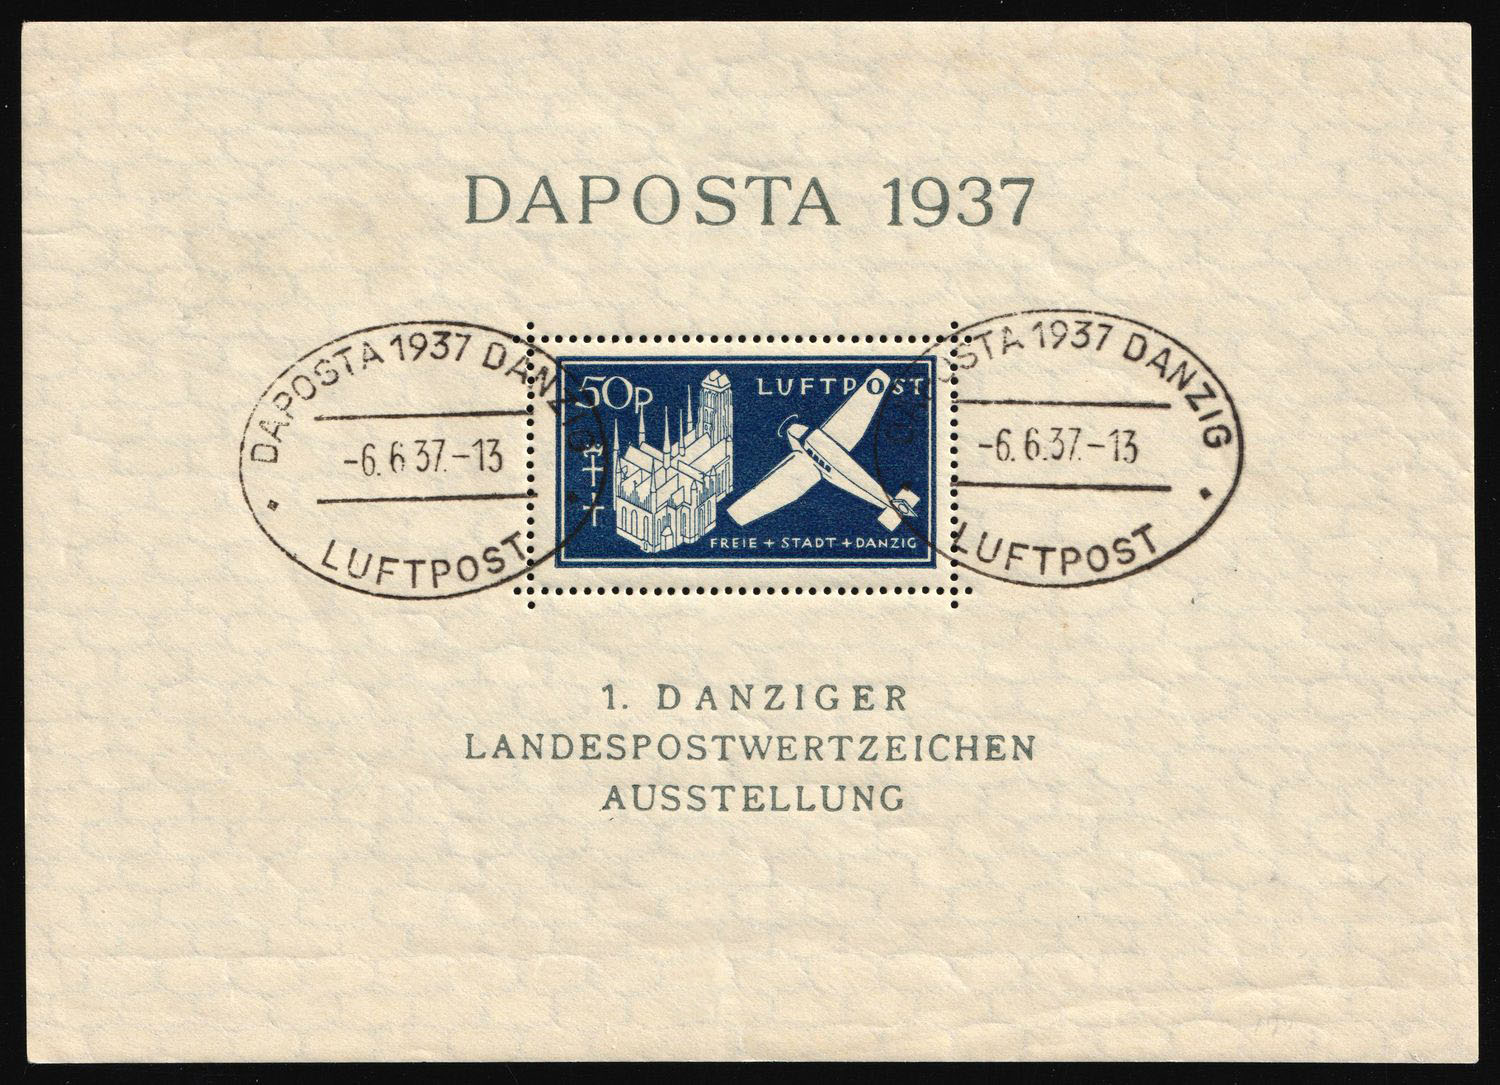 DAPOSTA 1937
DAPOSTA 1937 DANZIG
-6.6.37.-13
LUFTPOST
50P
LUFTPOST
FREIE + STADT + DANZIG
DAPOSTA 1937 DANZIG
-6.6.37.-13
LUFTPOST
1. DANZIGER
LANDESPOSTWERTZEICHEN
AUSSTELLUNG